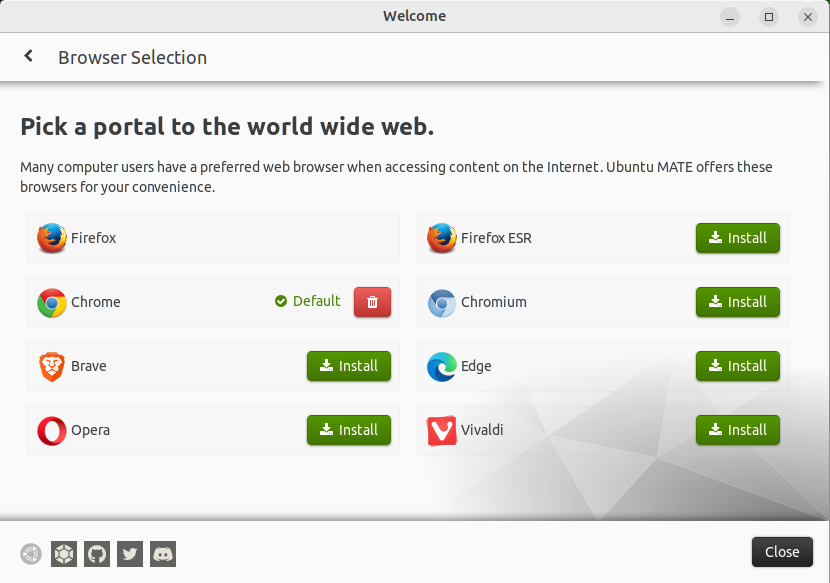 Welcome
Browser Selection
Pick a portal to the world wide web.
Many computer users have a preferred web browser when accessing content on the Internet. Ubuntu MATE offers these
browsers for your convenience.
Firefox
Firefox ESR Install
Chrome Default
Chromium Install
Brave Install
Edge Install
Opera Install
Vivaldi Install
Close